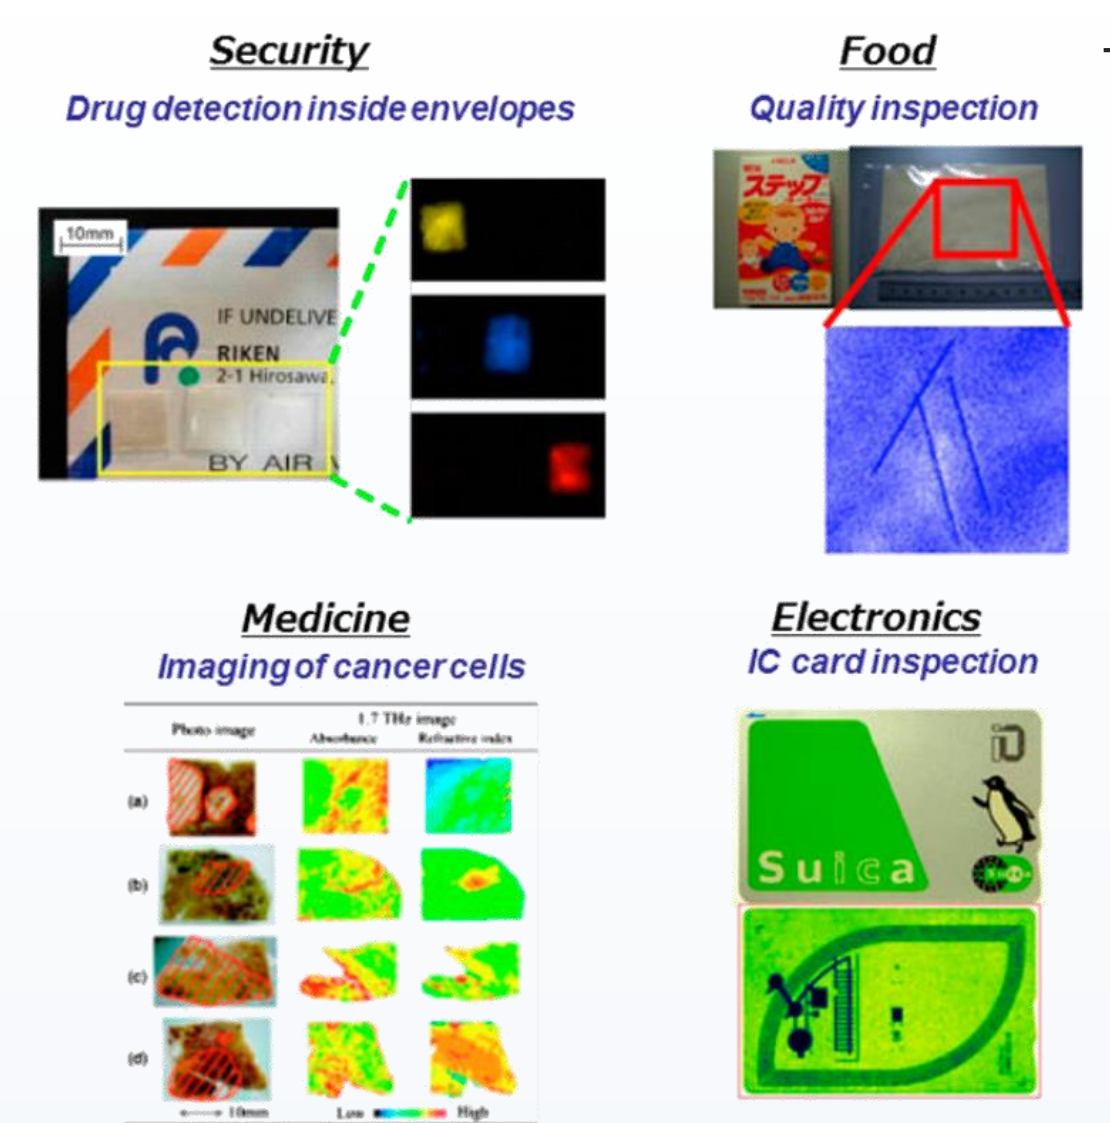 Security
Drug detection inside envelopes
10mm
IF UNDELIVE
RIKEN
2-1 Hirosawa,
BY AIR
Food
Quality inspection
ステップ
Medicine
Imaging of cancer cells
Photo image
1.7 THz image
Absorbance
Refractive index
(a)
(b)
(c)
(d)
10mm
Low
High
Electronics
IC card inspection
iD
Suica